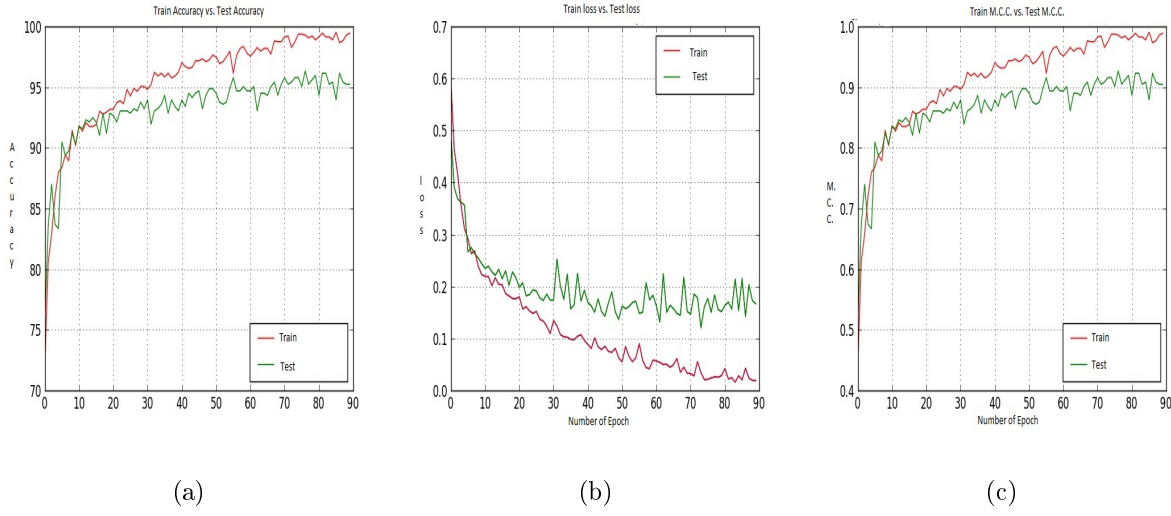 Train Accuracy vs. Test Accuracy
100
95
90
85
80
75
70
Accuracy
Train
Test
0 10 20 30 40 50 60 70 80 90
(a)
Train loss vs. Test loss
0.7
0.6
0.5
0.4
0.3
0.2
0.1
0.0
loss
Train
Test
0 10 20 30 40 50 60 70 80 90
Number of Epoch
(b)
Train M.C.C. vs. Test M.C.C.
1.0
0.9
0.8
0.7
0.6
0.5
0.4
M.
C.
C.
Train
Test
0 10 20 30 40 50 60 70 80 90
Number of Epoch
(c)